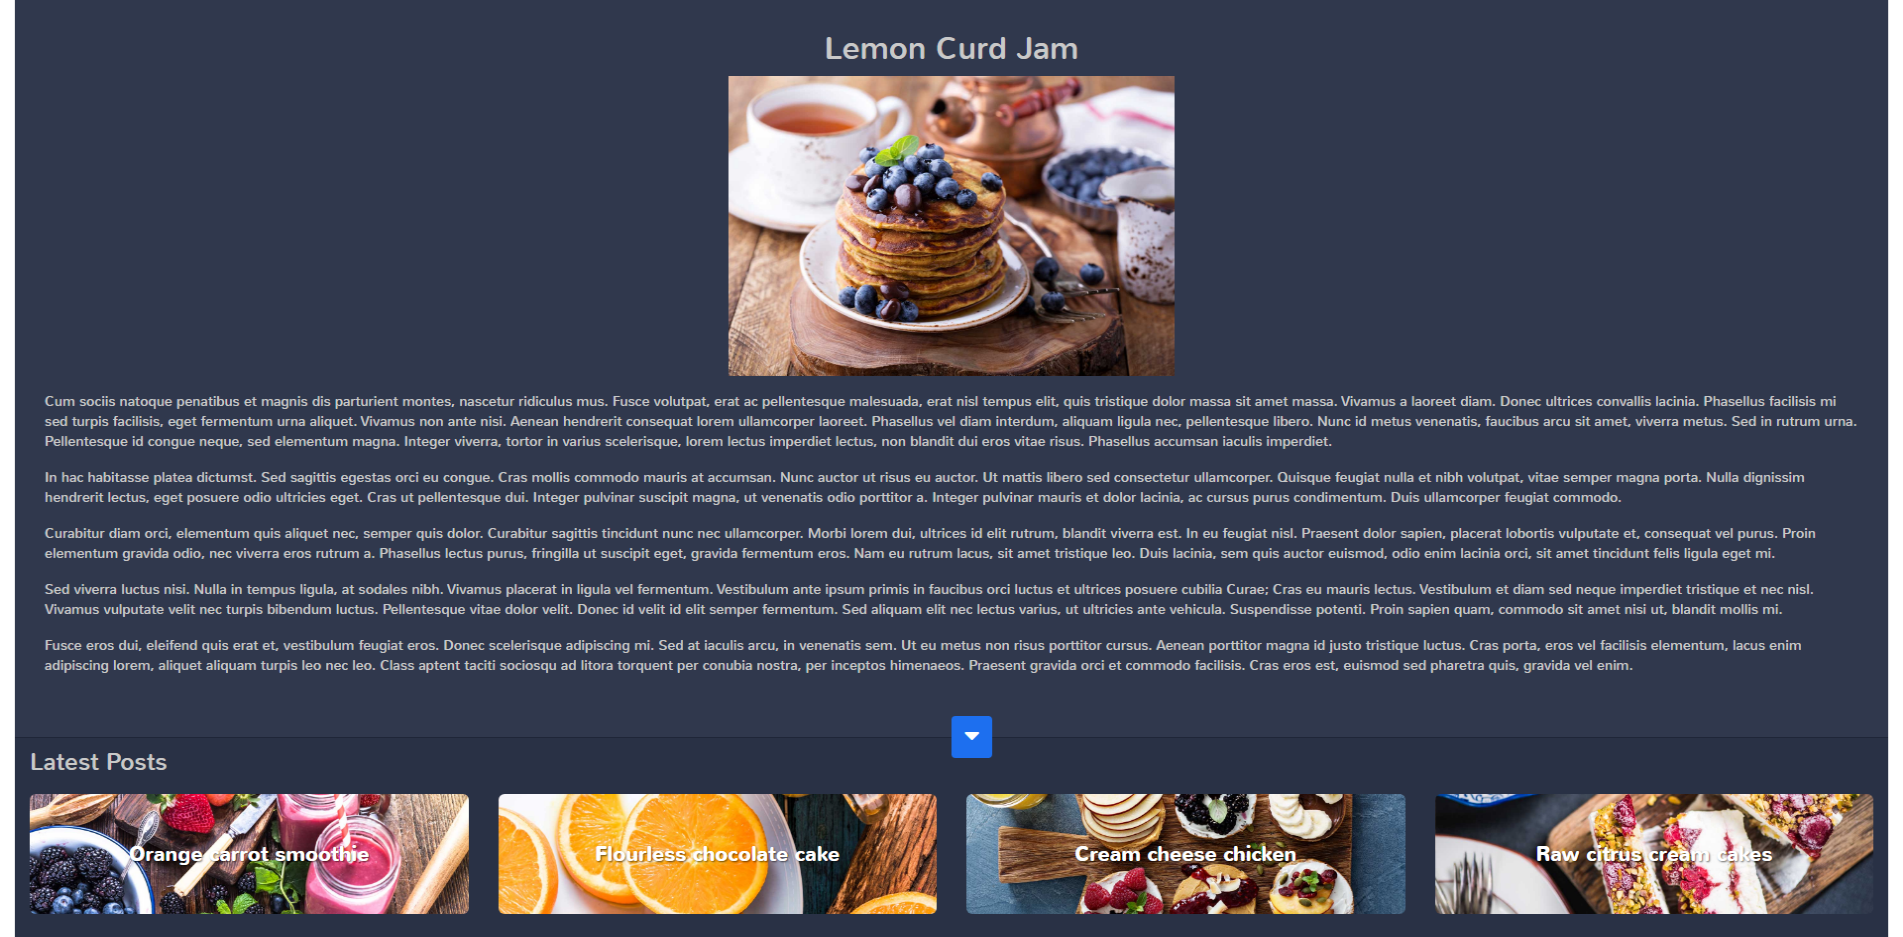 Lemon Curd Jam
Cum sociis natoque penatibus et magnis dis parturient montes, nascetur ridiculus mus. Fusce volutpat, erat ac pellentesque malesuada, erat nisl tempus elit, quis tristique dolor massa sit amet massa. Vivamus a laoreet diam. Donec ultrices convallis lacinia. Phasellus facilisis mi
sed turpis facilisis, eget fermentum urna aliquet. Vivamus non ante nisi. Aenean hendrerit consequat lorem ullamcorper laoreet. Phasellus vel diam interdum, aliquam ligula nec, pellentesque libero. Nunc id metus venenatis, faucibus arcu sit amet, viverra metus. Sed in rutrum urna.
Pellentesque id congue neque, sed elementum magna. Integer viverra, tortor in varius scelerisque, lorem lectus imperdiet lectus, non blandit dui eros vitae risus. Phasellus accumsan iaculis imperdiet.
In hac habitasse platea dictumst. Sed sagittis egestas orci eu congue. Cras mollis commodo mauris at accumsan. Nunc auctor ut risus eu auctor. Ut mattis libero sed consectetur ullamcorper. Quisque feugiat nulla et nibh volutpat, vitae semper magna porta. Nulla dignissim
hendrerit lectus, eget posuere odio ultricies eget. Cras ut pellentesque dui. Integer pulvinar suscipit magna, ut venenatis odio porttitor a. Integer pulvinar mauris et dolor lacinia, ac cursus purus condimentum. Duis ullamcorper feugiat commodo.
Curabitur diam orci, elementum quis aliquet nec, semper quis dolor. Curabitur sagittis tincidunt nunc nec ullamcorper. Morbi lorem dui, ultrices id elit rutrum, blandit viverra est. In eu feugiat nisl. Praesent dolor sapien, placerat lobortis vulputate et, consequat vel purus. Proin
elementum gravida odio, nec viverra eros rutrum a. Phasellus lectus purus, fringilla ut suscipit eget, gravida fermentum eros. Nam eu rutrum lacus, sit amet tristique leo. Duis lacinia, sem quis auctor euismod, odio enim lacinia orci, sit amet tincidunt felis ligula eget mi.
Sed viverra luctus nisi. Nulla in tempus ligula, at sodales nibh. Vivamus placerat in ligula vel fermentum. Vestibulum ante ipsum primis in faucibus orci luctus et ultrices posuere cubilia Curae; Cras eu mauris lectus. Vestibulum et diam sed neque imperdiet tristique et nec nisl.
Vivamus vulputate velit nec turpis bibendum luctus. Pellentesque vitae dolor velit. Donec id velit id elit semper fermentum. Sed aliquam elit nec lectus varius, ut ultricies ante vehicula. Suspendisse potenti. Proin sapien quam, commodo sit amet nisi ut, blandit mollis mi.
Fusce eros dui, eleifend quis erat et, vestibulum feugiat eros. Donec scelerisque adipiscing mi. Sed at iaculis arcu, in venenatis sem. Ut eu metus non risus porttitor cursus. Aenean porttitor magna id justo tristique luctus. Cras porta, eros vel facilisis elementum, lacus enim
adipiscing lorem, aliquet aliquam turpis leo nec leo. Class aptent taciti sociosqu ad litora torquent per conubia nostra, per inceptos himenaeos. Praesent gravida orci et commodo facilisis. Cras eros est, euismod sed pharetra quis, gravida vel enim.
Latest Posts
Orange carrot smoothie
Flourless chocolate cake
Cream cheese chicken
Raw citrus cream cakes